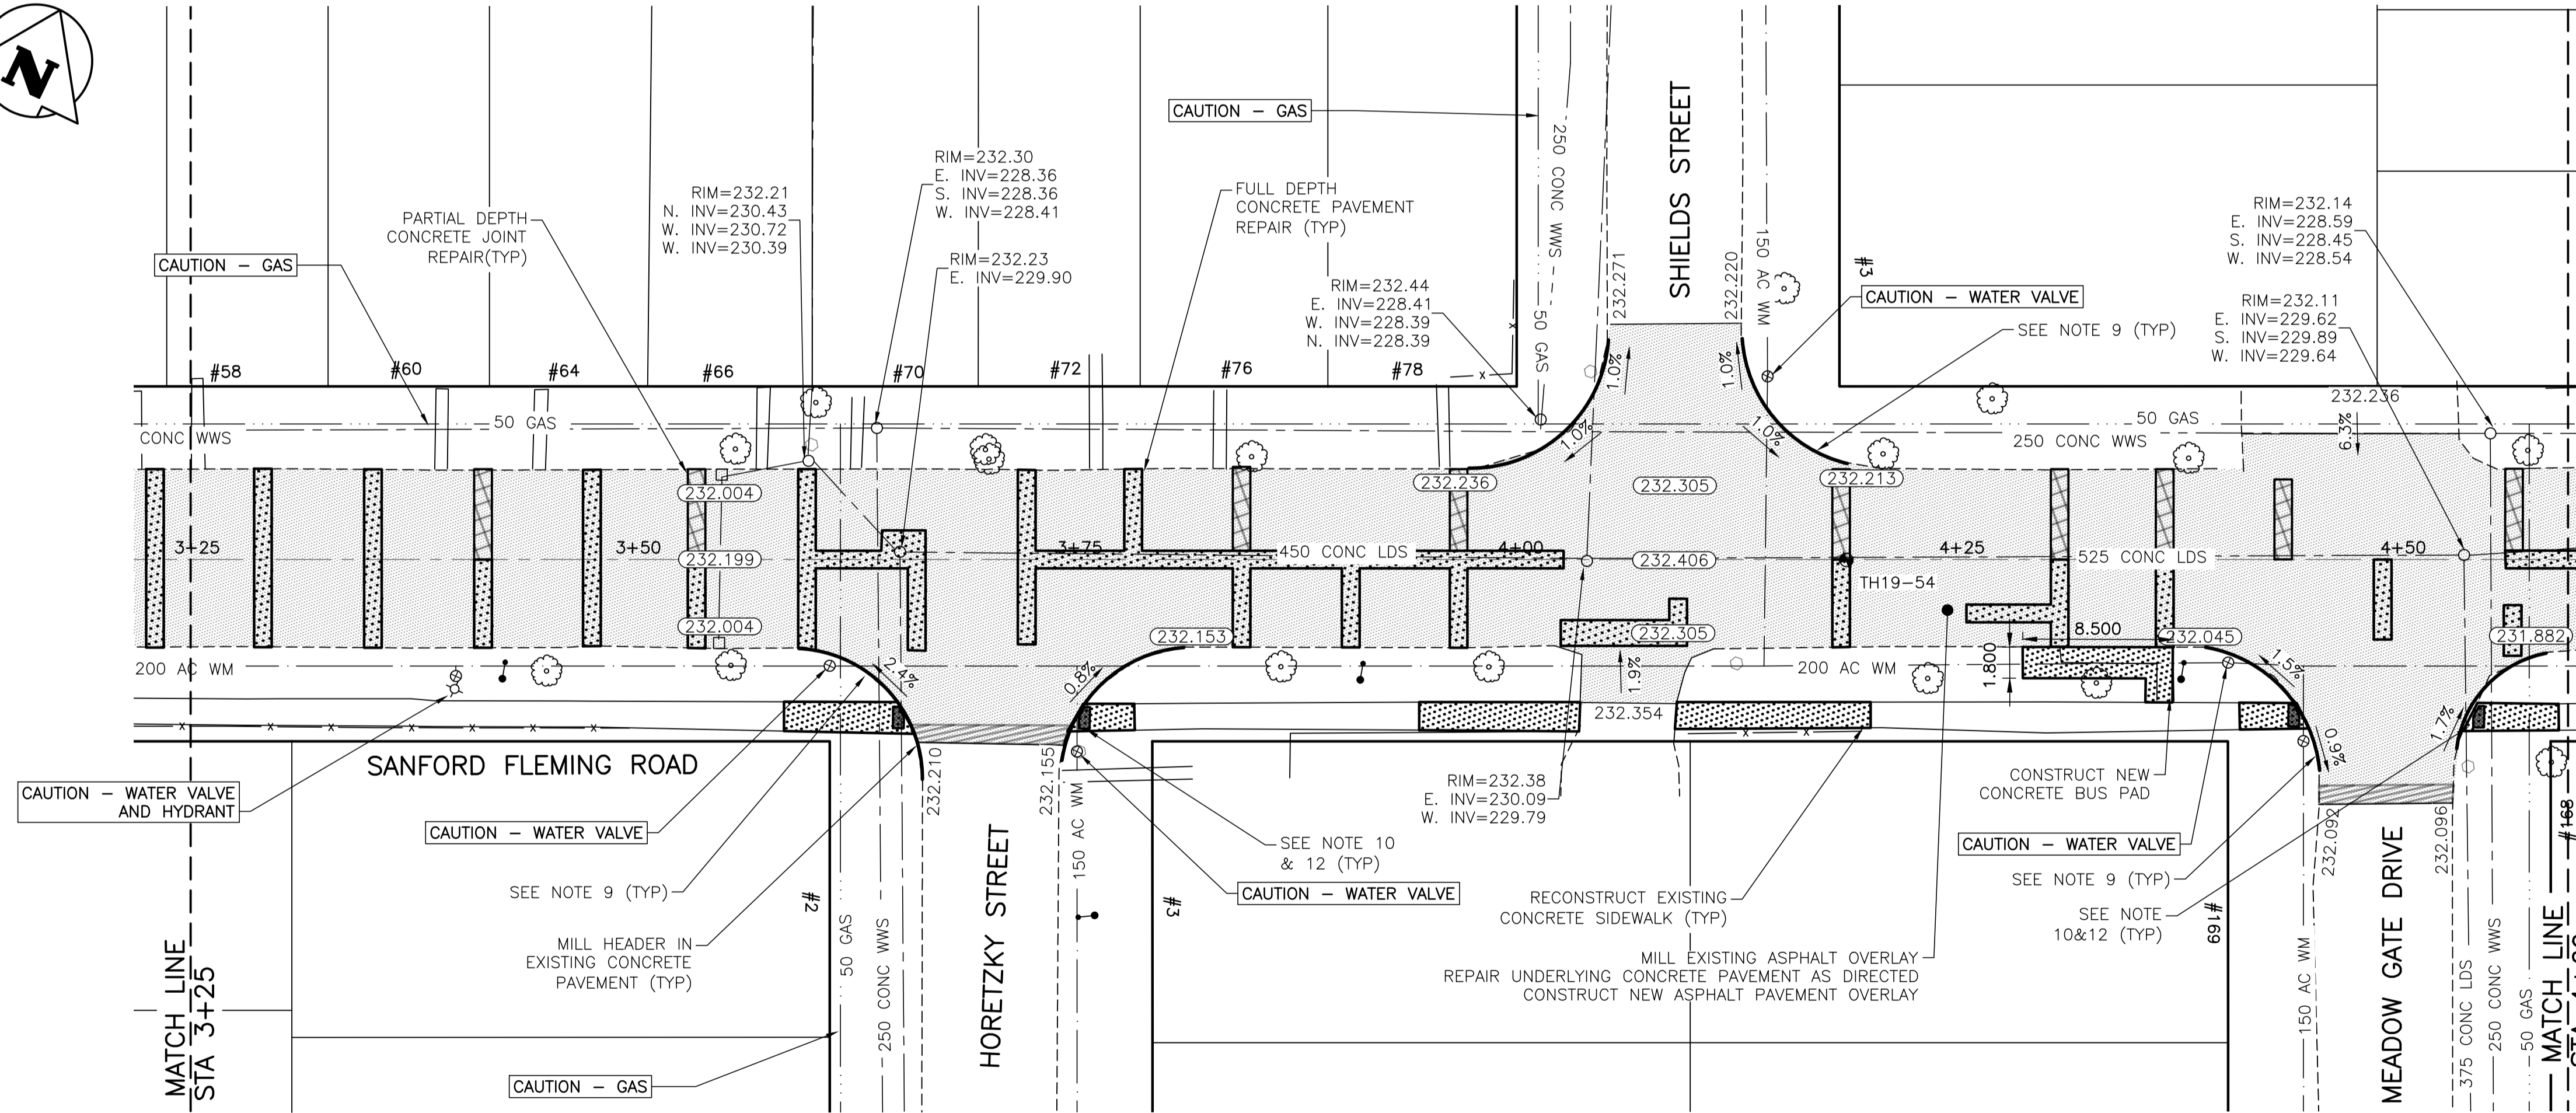 N
CAUTION – GAS
PARTIAL DEPTH
CONCRETE JOINT
REPAIR(TYP)
RIM=232.21
N. INV=230.43
W. INV=230.72
W. INV=230.39
RIM=232.30
E. INV=228.36
S. INV=228.36
W. INV=228.41
RIM=232.23
E. INV=229.90
CAUTION – GAS
FULL DEPTH
CONCRETE PAVEMENT
REPAIR (TYP)
RIM=232.44
E. INV=228.41
W. INV=228.39
N. INV=228.39
250 CONC WWS
50 GAS
232.271
SHIELDS STREET
232.220
150 AC WM
#3
CAUTION – WATER VALVE
SEE NOTE 9 (TYP)
RIM=232.14
E. INV=228.59
S. INV=228.45
W. INV=228.54
RIM=232.11
E. INV=229.62
S. INV=229.89
W. INV=229.64
#58
#60
#64
#66
#70
#72
#76
#78
1.0%
1.0%
1.0%
1.0%
232.236
6.3%
50 GAS
CONC WWS
50 GAS
250 CONC WWS
232.004
232.236
232.305
232.213
3+25
3+50
232.199
3+75
450 CONC LDS
4+00
232.406
4+25
525 CONC LDS
4+50
TH19-54
232.004
232.153
232.305
8.500
232.045
231.882
1.800
200 AC WM
2.4%
0.8%
1.9%
200 AC WM
1.5%
232.354
1.7%
0.6%
SANFORD FLEMING ROAD
CAUTION – WATER VALVE
AND HYDRANT
CAUTION – WATER VALVE
SEE NOTE 9 (TYP)
MILL HEADER IN
EXISTING CONCRETE
PAVEMENT (TYP)
CAUTION – GAS
MATCH LINE
STA 3+25
#2
50 GAS
250 CONC WWS
232.210
HORETZKY STREET
232.155
150 AC WM
SEE NOTE 10
& 12 (TYP)
CAUTION – WATER VALVE
#3
RIM=232.38
E. INV=230.09
W. INV=229.79
RECONSTRUCT EXISTING
CONCRETE SIDEWALK (TYP)
MILL EXISTING ASPHALT OVERLAY
REPAIR UNDERLYING CONCRETE PAVEMENT AS DIRECTED
CONSTRUCT NEW ASPHALT PAVEMENT OVERLAY
CONSTRUCT NEW
CONCRETE BUS PAD
CAUTION – WATER VALVE
SEE NOTE 9 (TYP)
SEE NOTE
10&12 (TYP)
#169
150 AC WM
232.092
MEADOW GATE DRIVE
232.096
375 CONC LDS
250 CONC WWS
50 GAS
MATCH LINE
#168